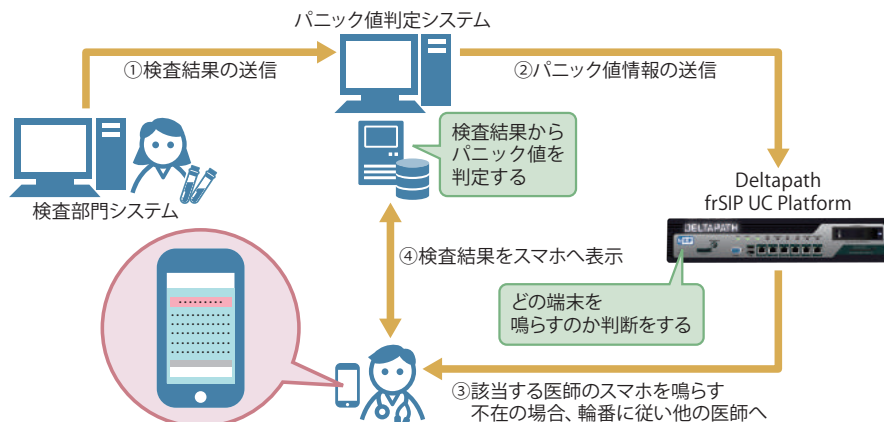 パニック値判定システム
①検査結果の送信
②パニック値情報の送信
検査結果から
パニック値を
判定する
検査部門システム
Deltapath
frSIP UC Platform
DELTAPATH
④検査結果をスマホへ表示
どの端末を
鳴らすのか判断をする
③該当する医師のスマホを鳴らす
不在の場合、輪番に従い他の医師へ